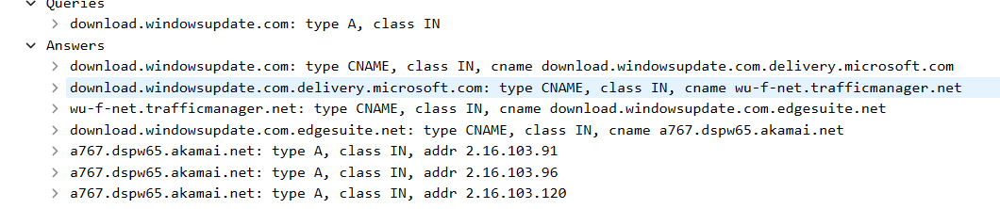 Queries
download.windowsupdate.com: type A, class IN
Answers
download.windowsupdate.com: type CNAME, class IN, cname download.windowsupdate.com.delivery.microsoft.com
download.windowsupdate.com.delivery.microsoft.com: type CNAME, class IN, cname wu-f-net.trafficmanager.net
wu-f-net.trafficmanager.net: type CNAME, class IN, cname download.windowsupdate.com.edgesuite.net
download.windowsupdate.com.edgesuite.net: type CNAME, class IN, cname a767.dspw65.akamai.net
a767.dspw65.akamai.net: type A, class IN, addr 2.16.103.91
a767.dspw65.akamai.net: type A, class IN, addr 2.16.103.96
a767.dspw65.akamai.net: type A, class IN, addr 2.16.103.120